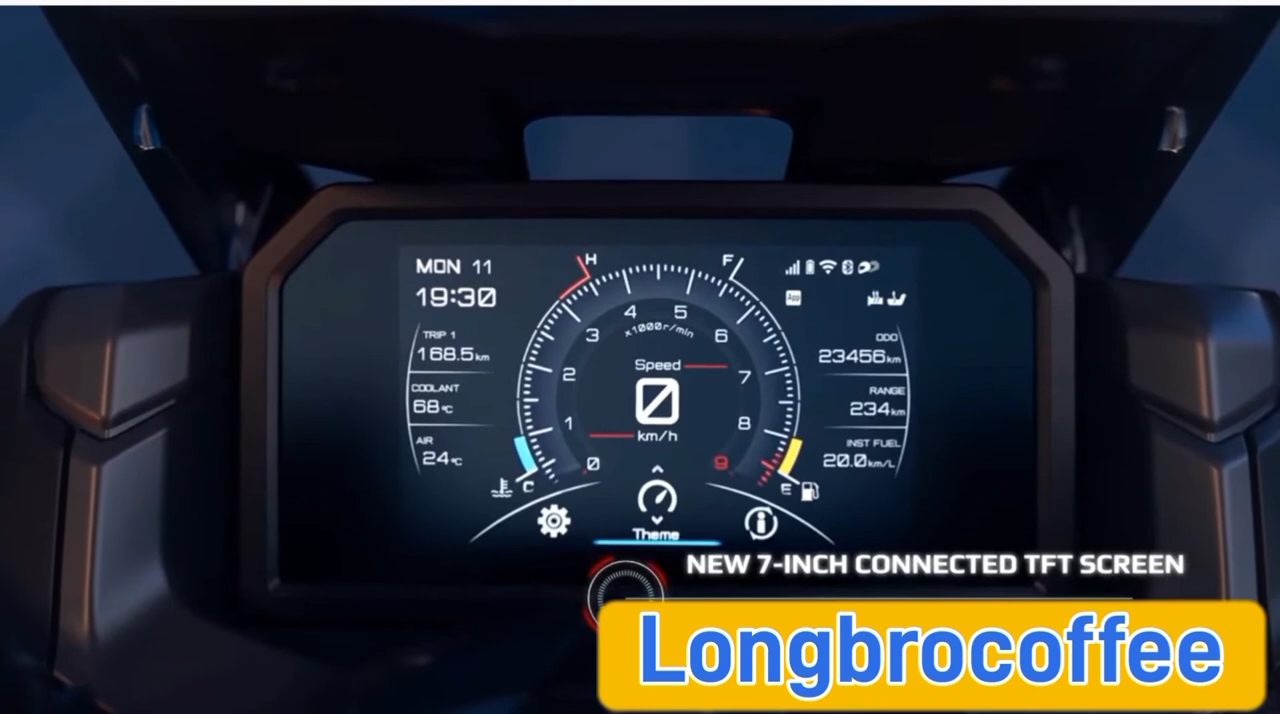 MON 11
19:30
TRIP 1
168.5km
COOLANT
68°C
AIR
24°C
H
F
App
0
1
2
3
4
5
6
7
8
9
x1000r/min
Speed
0
km/h
C
E
ODO
23456km
RANGE
234km
INST FUEL
20.0km/L
Theme
NEW 7-INCH CONNECTED TFT SCREEN
Longbrocoffee